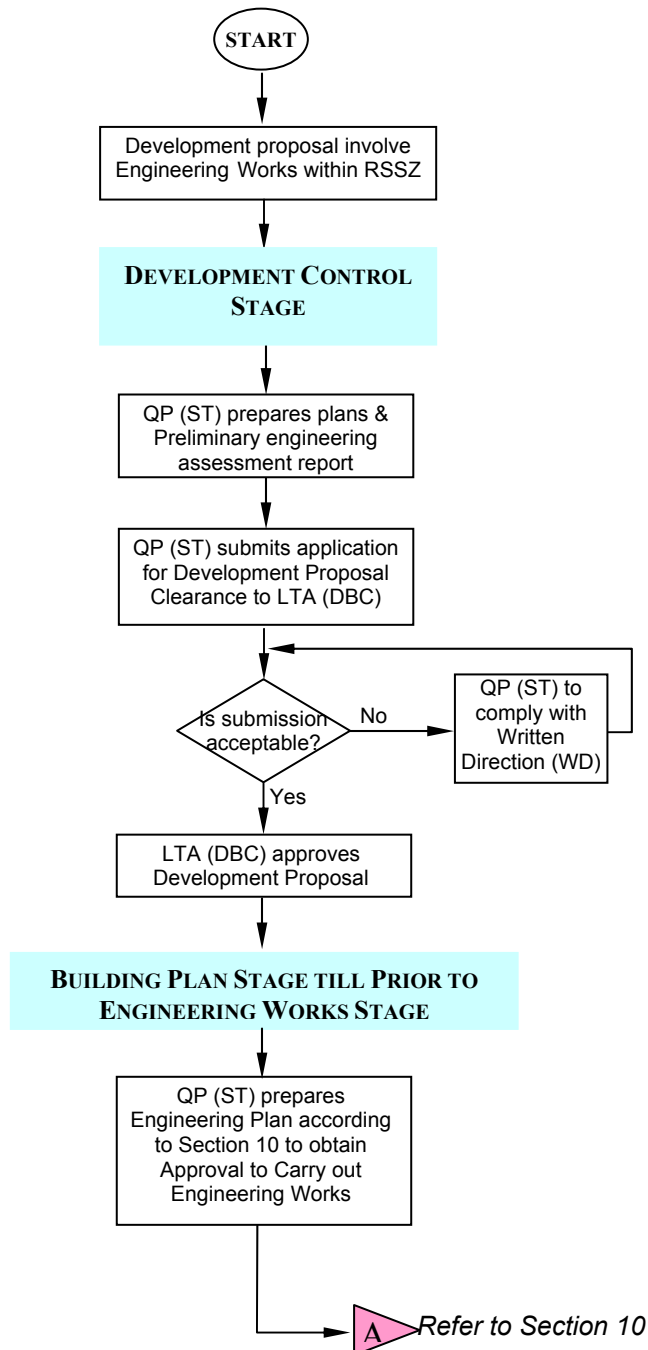 START
Development proposal involve
Engineering Works within RSSZ
DEVELOPMENT CONTROL
STAGE
QP (ST) prepares plans &
Preliminary engineering
assessment report
QP (ST) submits application
for Development Proposal
Clearance to LTA (DBC)
Is submission
acceptable?
No
QP (ST) to
comply with
Written
Direction (WD)
Yes
LTA (DBC) approves
Development Proposal
BUILDING PLAN STAGE TILL PRIOR TO
ENGINEERING WORKS STAGE
QP (ST) prepares
Engineering Plan according
to Section 10 to obtain
Approval to Carry out
Engineering Works
A
Refer to Section 10